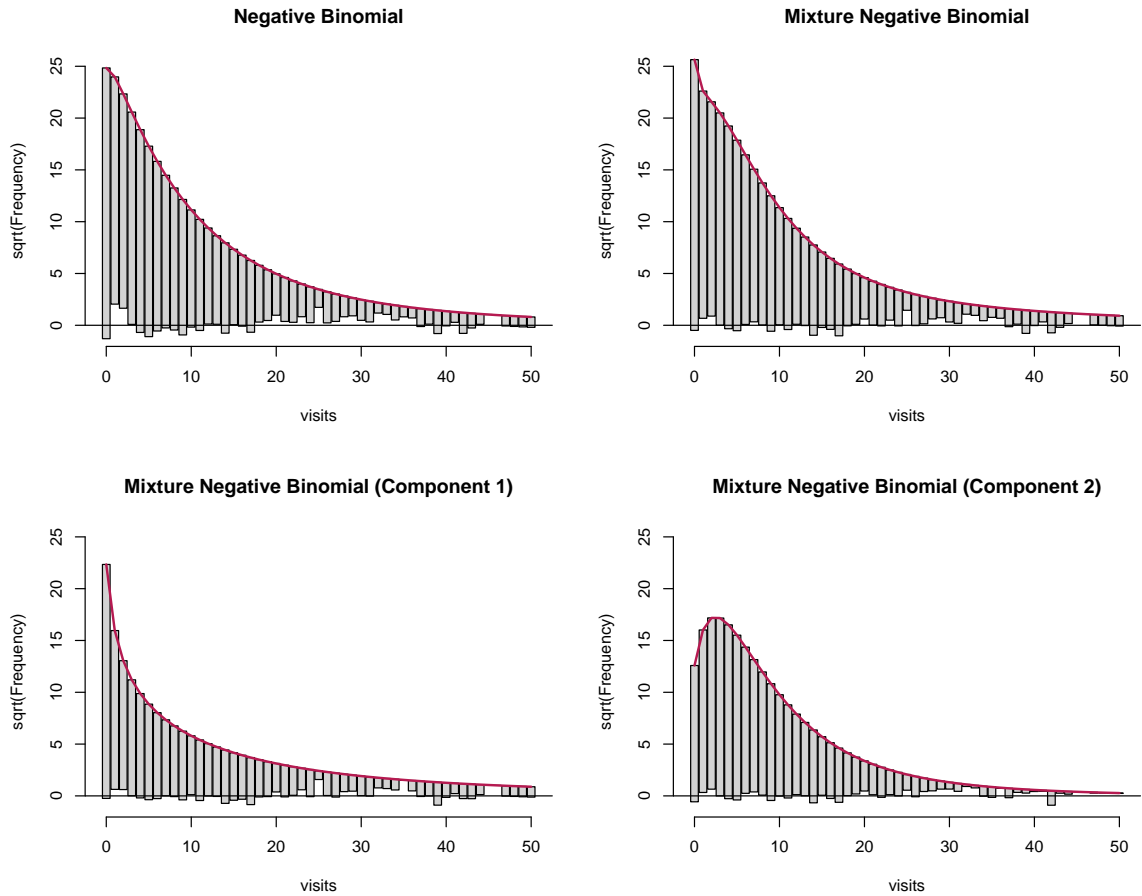 Negative Binomial
sqrt(Frequency)
25
20
15
10
5
0
0 10 20 30 40 50
visits
Mixture Negative Binomial
sqrt(Frequency)
25
20
15
10
5
0
0 10 20 30 40 50
visits
Mixture Negative Binomial (Component 1)
sqrt(Frequency)
25
20
15
10
5
0
0 10 20 30 40 50
visits
Mixture Negative Binomial (Component 2)
sqrt(Frequency)
25
20
15
10
5
0
0 10 20 30 40 50
visits